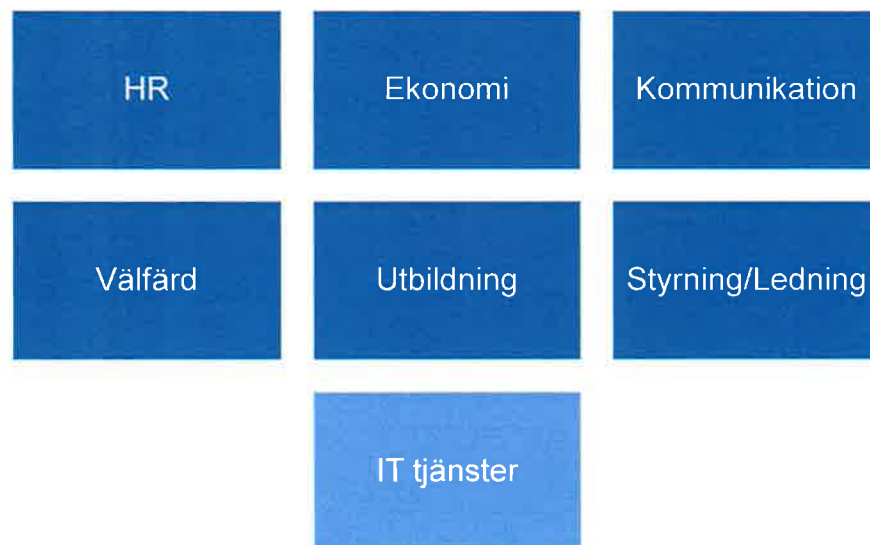 HR
Ekonomi
Kommunikation
Välfärd
Utbildning
Styrning/Ledning
IT tjänster